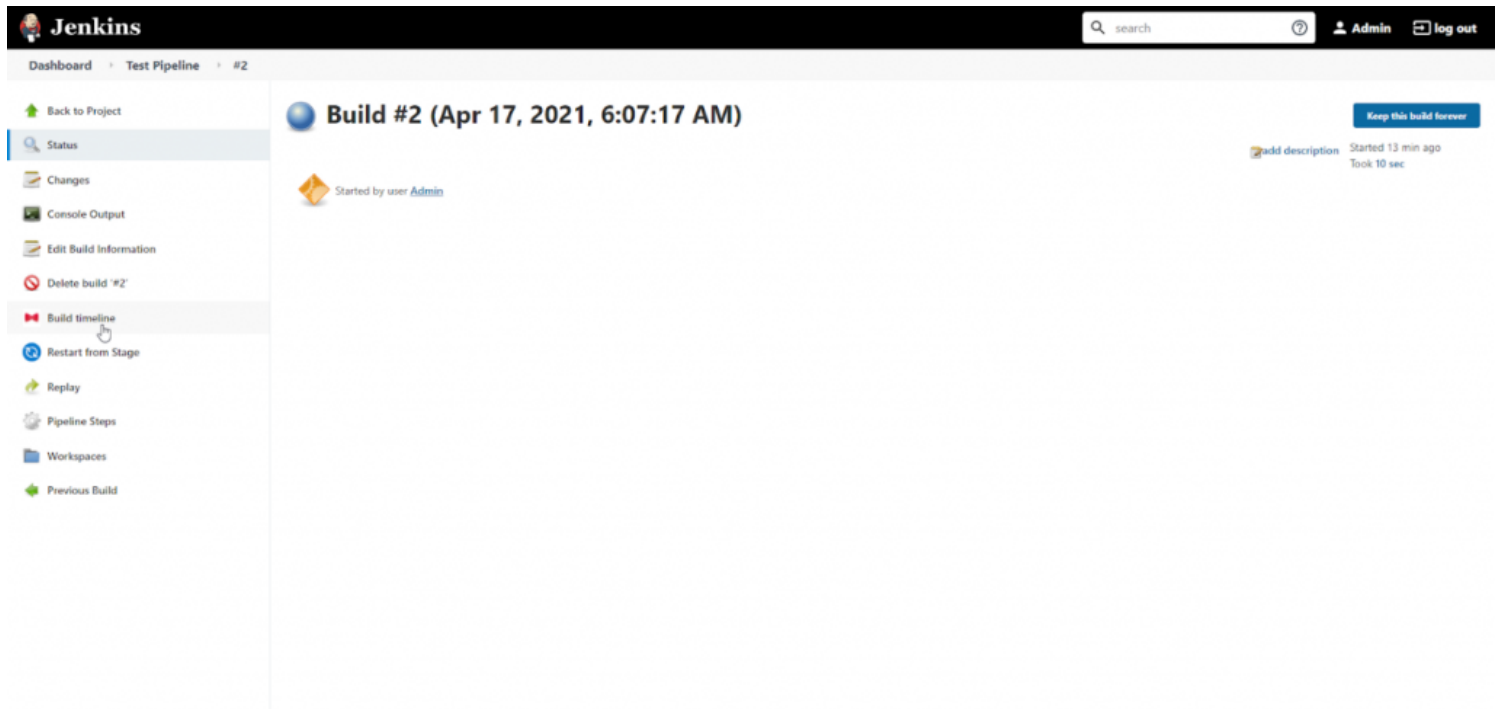 Jenkins
search
Admin
log out
Dashboard
Test Pipeline
#2
Back to Project
Status
Changes
Console Output
Edit Build Information
Delete build '#2'
Build timeline
Restart from Stage
Replay
Pipeline Steps
Workspaces
Previous Build
Build #2 (Apr 17, 2021, 6:07:17 AM)
Keep this build forever
add description
Started 13 min ago
Took 10 sec
Started by user Admin